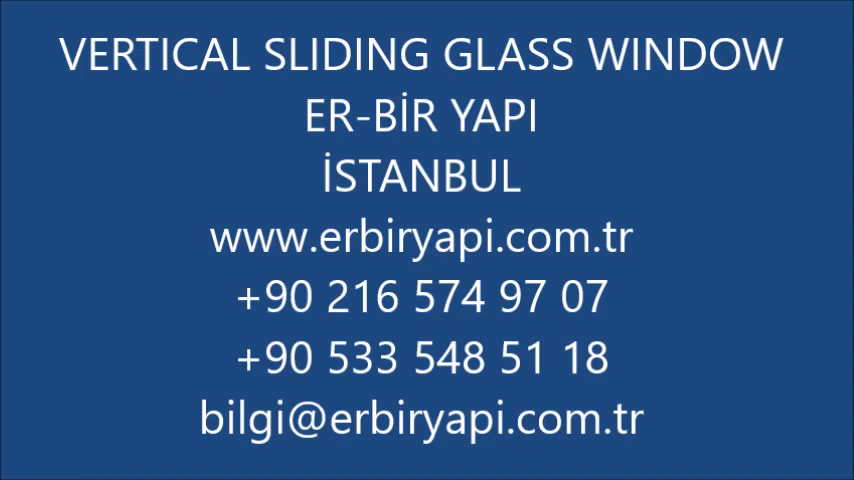 VERTICAL SLIDING GLASS WINDOW
ER-BİR YAPI
İSTANBUL
www.erbiryapi.com.tr
+90 216 574 97 07
+90 533 548 51 18
bilgi@erbiryapi.com.tr